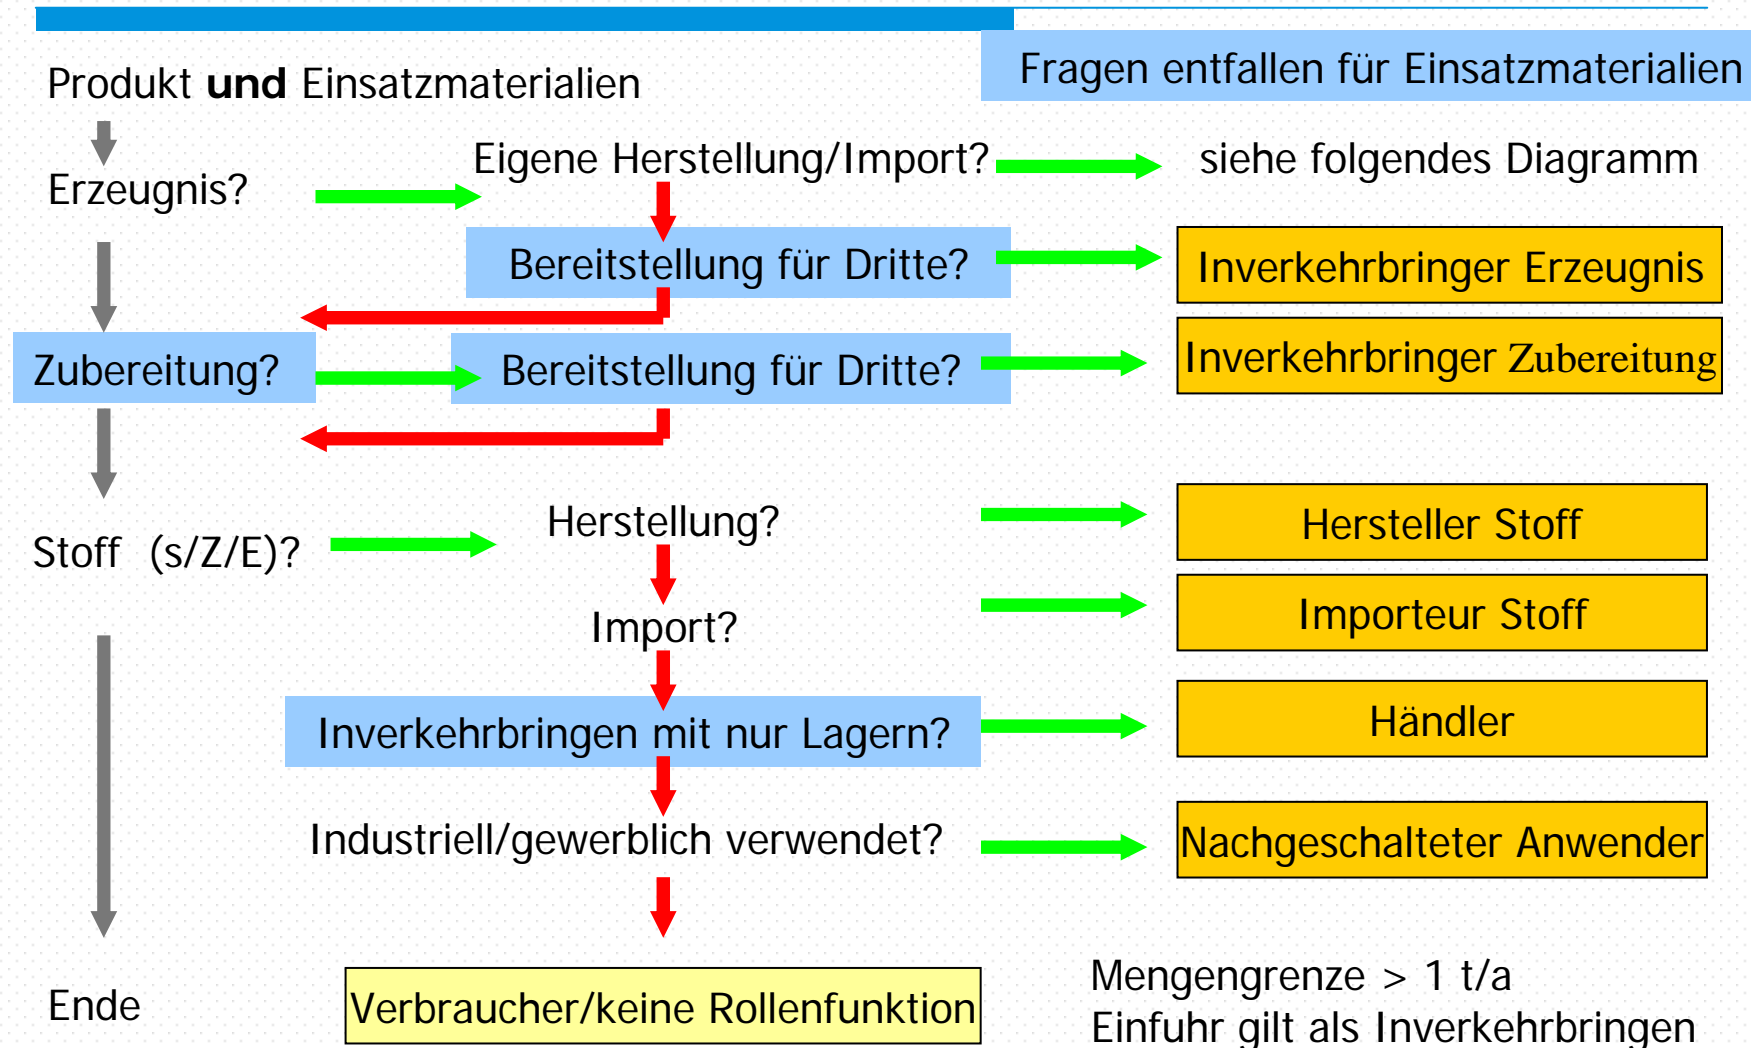 Fragen entfallen für Einsatzmaterialien
Produkt und Einsatzmaterialien
Eigene Herstellung/Import?
siehe folgendes Diagramm
Erzeugnis?
Bereitstellung für Dritte?
Inverkehrbringer Erzeugnis
Zubereitung?
Bereitstellung für Dritte?
Inverkehrbringer Zubereitung
Herstellung?
Hersteller Stoff
Stoff (s/Z/E)?
Import?
Importeur Stoff
Inverkehrbringen mit nur Lagern?
Händler
Industriell/gewerblich verwendet?
Nachgeschalteter Anwender
Ende
Verbraucher/keine Rollenfunktion
Mengengrenze > 1 t/a
Einfuhr gilt als Inverkehrbringen